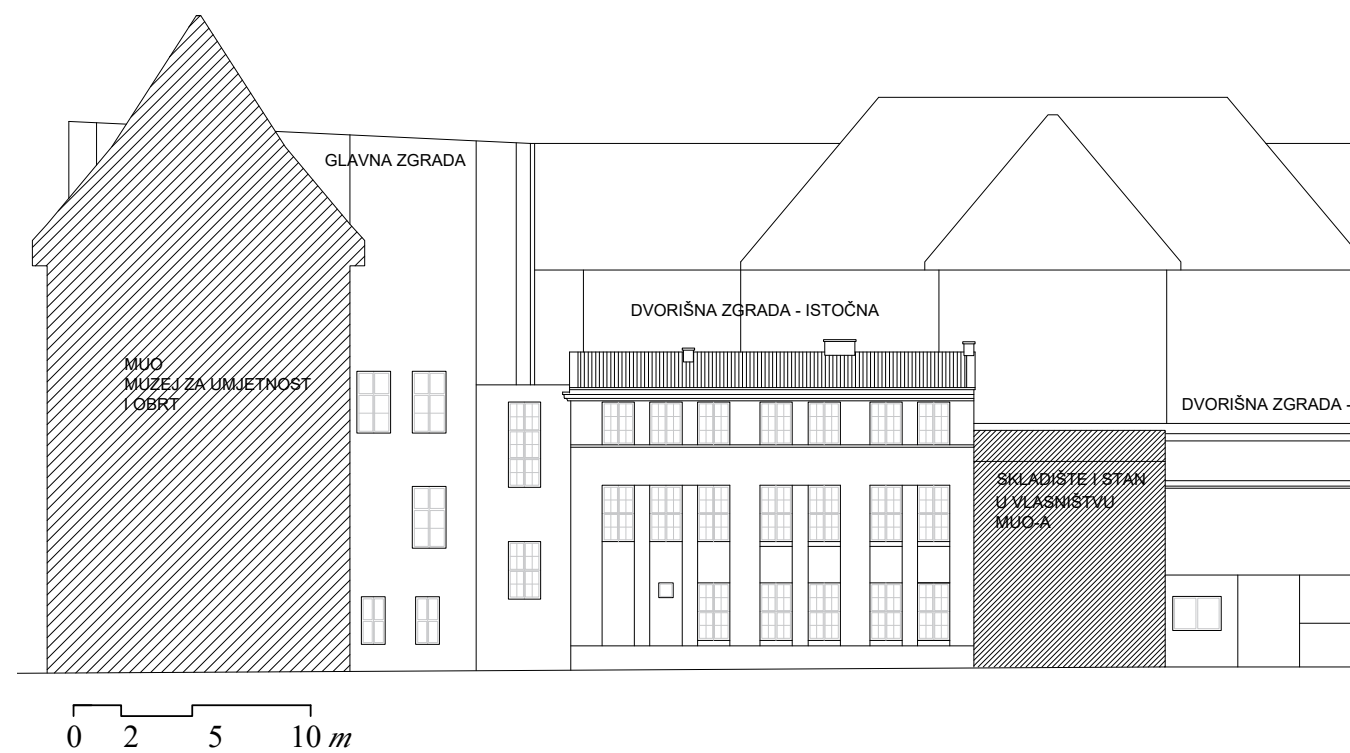 GLAVNA ZGRADA
DVORIŠNA ZGRADA - ISTOČNA
MUO
MUZEJ ZA UMJETNOST
I OBRT
DVORIŠNA ZGRADA -
SKLADIŠTE I STAN
U VLASNIŠTVU
MUO-A
0 2 5 10 m